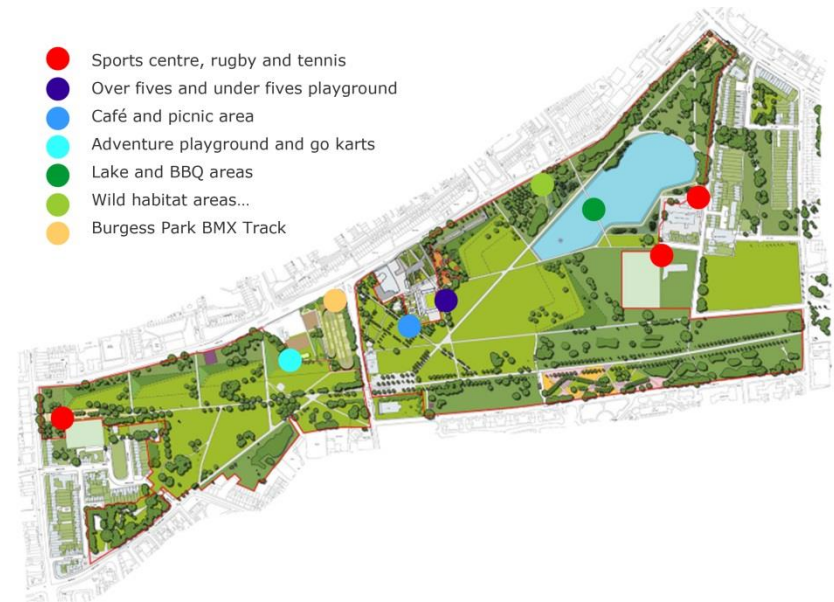 Sports centre, rugby and tennis
Over fives and under fives playground
Café and picnic area
Adventure playground and go karts
Lake and BBQ areas
Wild habitat areas…
Burgess Park BMX Track